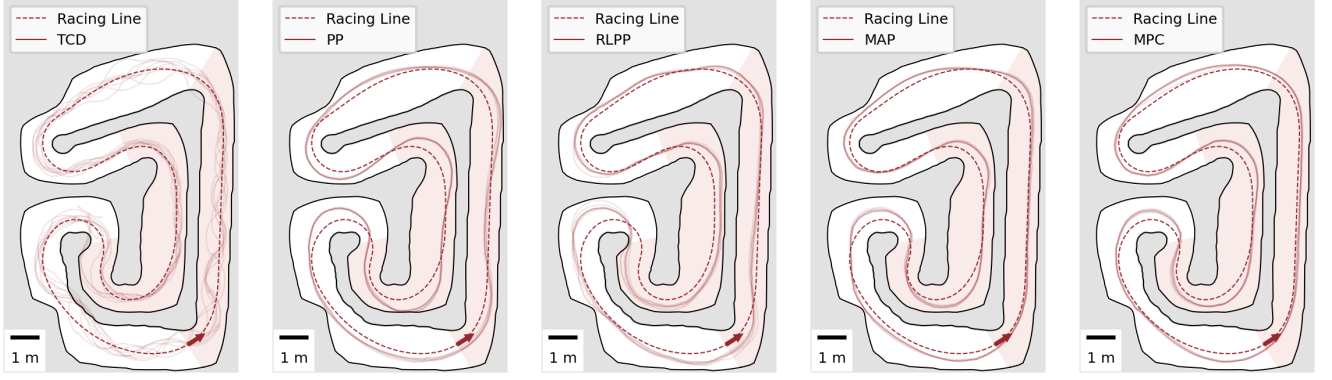 Racing Line
TCD
1 m
Racing Line
PP
1 m
Racing Line
RLPP
1 m
Racing Line
MAP
1 m
Racing Line
MPC
1 m